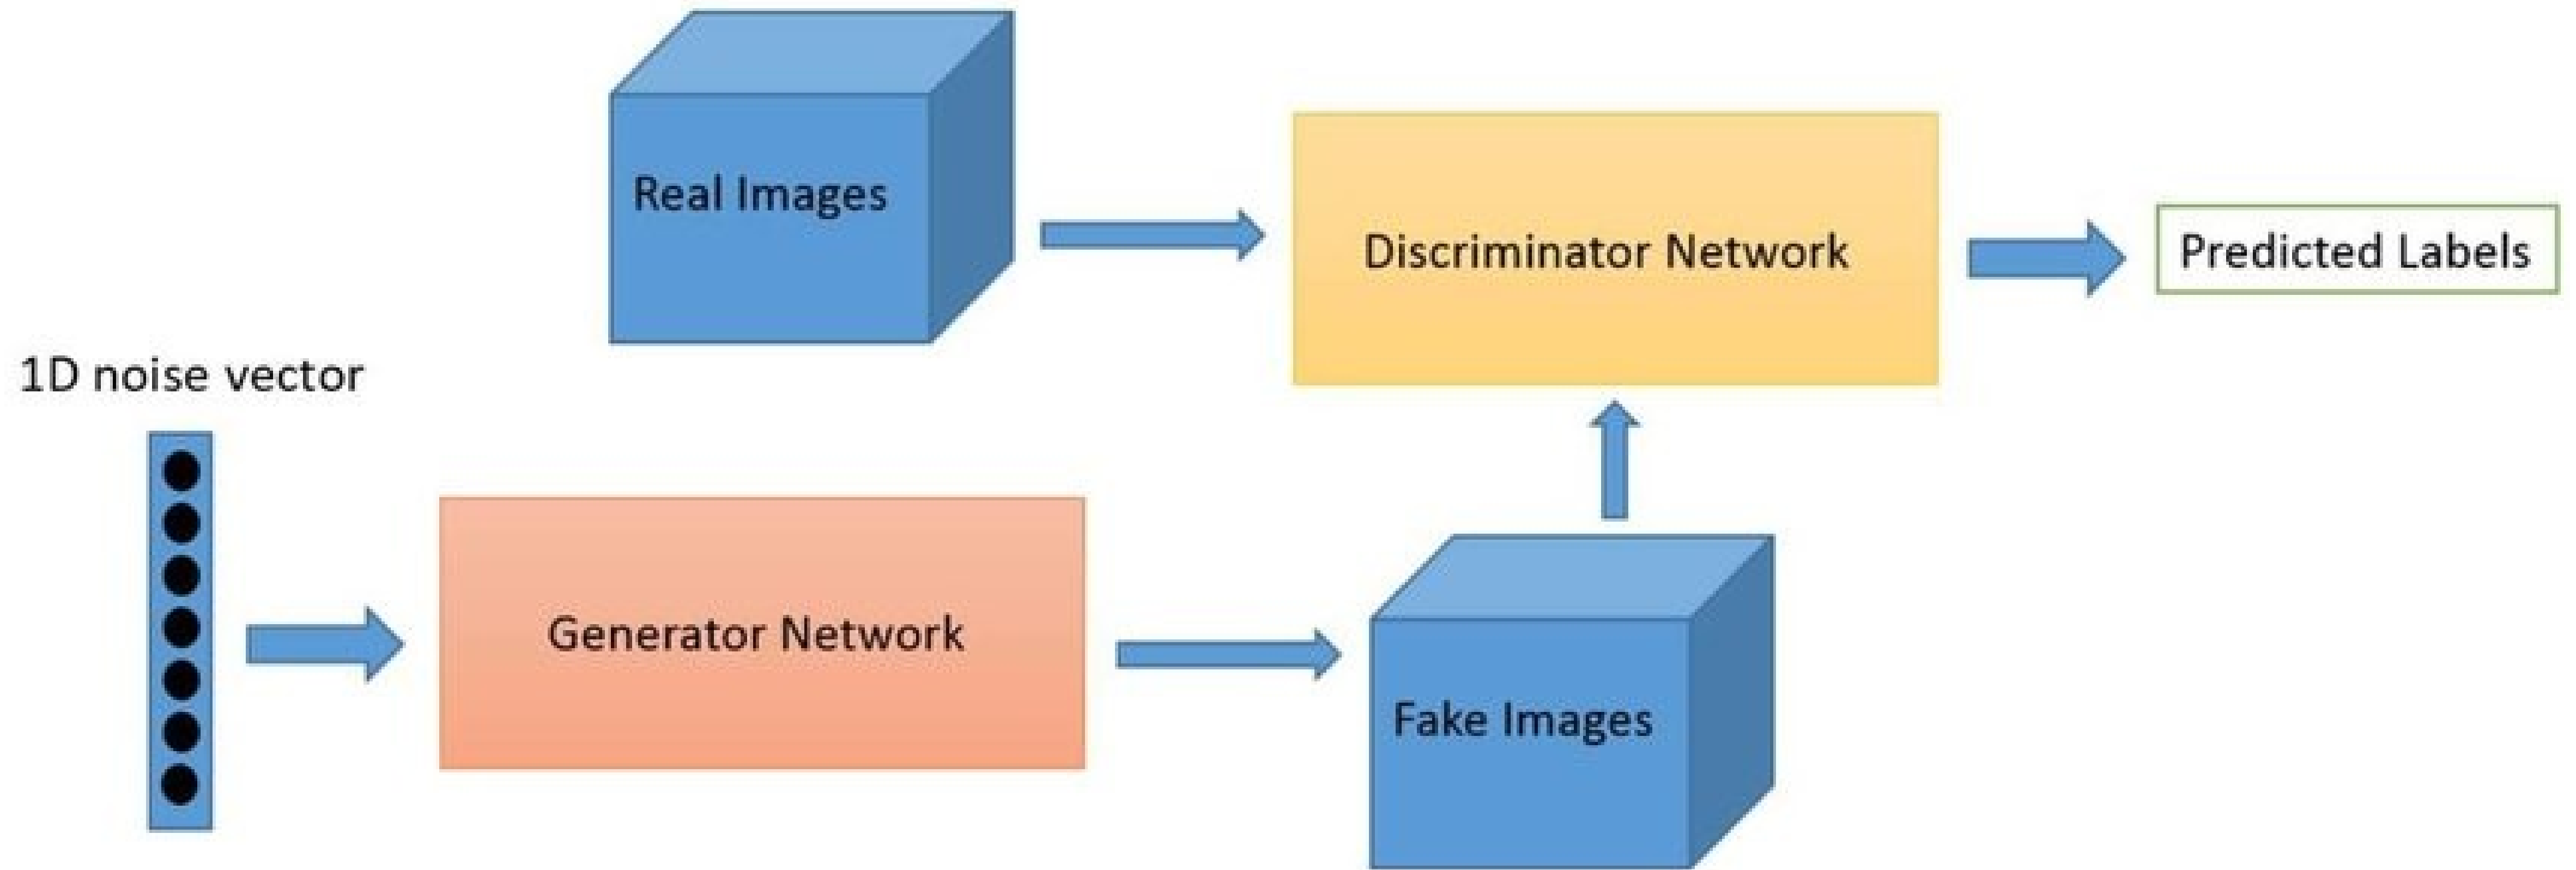 Real Images
Discriminator Network
Predicted Labels
1D noise vector
Generator Network
Fake Images